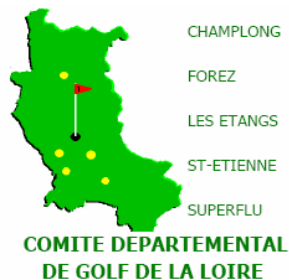 CHAMPLONG
FOREZ
LES ETANGS
ST-ETIENNE
SUPERFLU
COMITE DEPARTEMENTAL
DE GOLF DE LA LOIRE